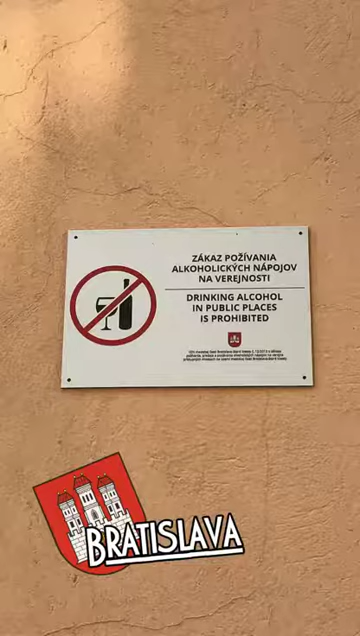 ZÁKAZ POŽÍVANIA
ALKOHOLICKÝCH NÁPOJOV
NA VEREJNOSTI
DRINKING ALCOHOL
IN PUBLIC PLACES
IS PROHIBITED
BRATISLAVA